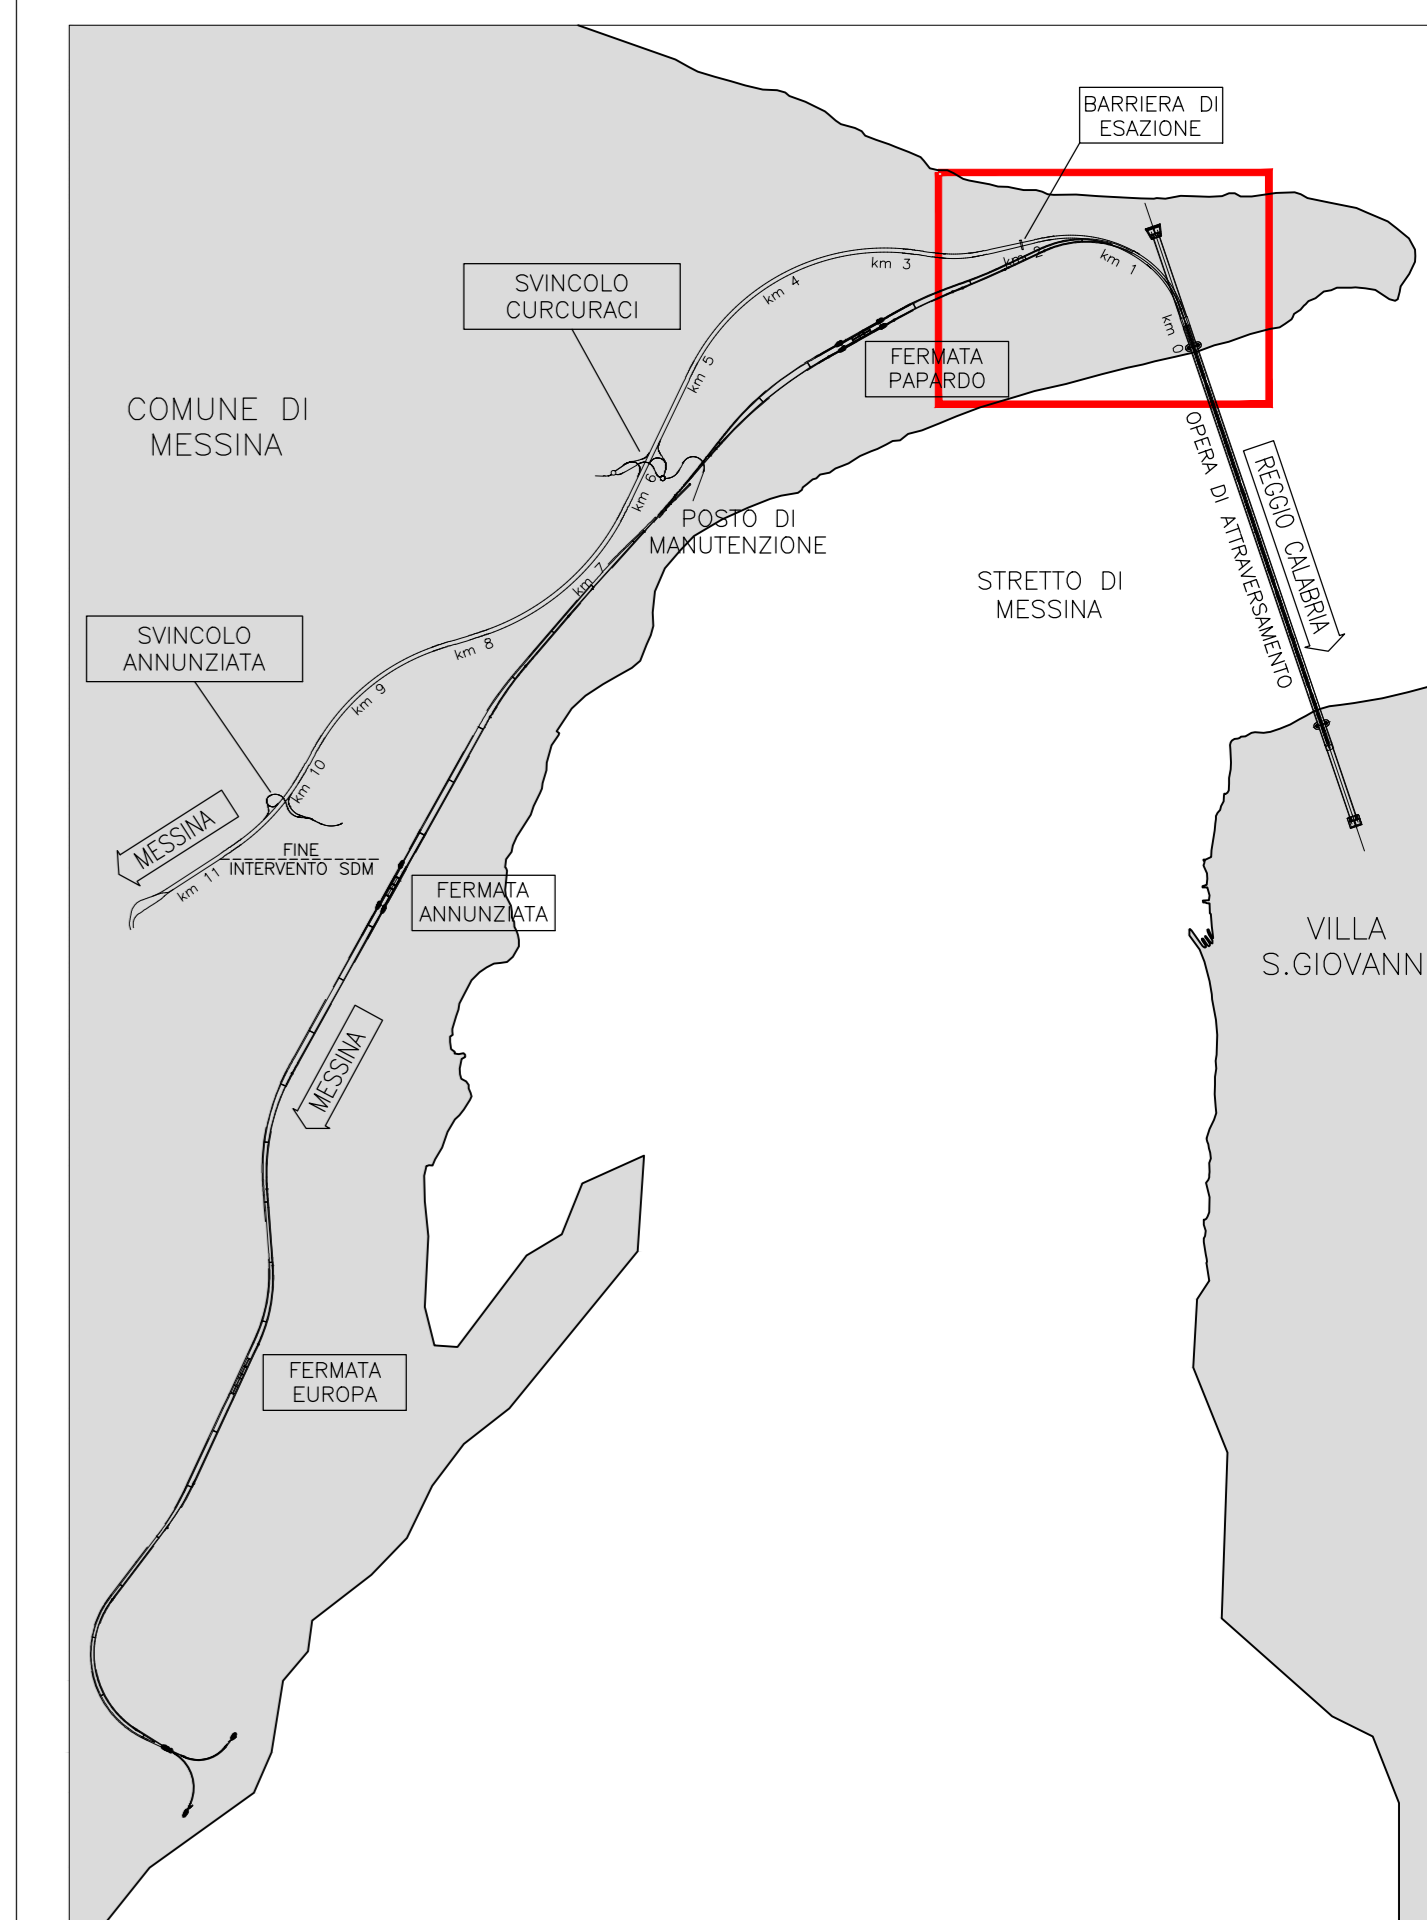 BARRIERA DI
ESAZIONE
SVINCOLO
CURCURACI
km 4
km 3
km 2
km 1
km 0
FERMATA
PAPARDO
km 5
COMUNE DI
MESSINA
km 6
POSTO DI
MANUTENZIONE
OPERA DI ATTRAVERSAMENTO
REGGIO CALABRIA
STRETTO DI
MESSINA
km 7
SVINCOLO
ANNUNZIATA
km 8
km 9
km 10
MESSINA
FINE
INTERVENTO SDM
km 11
FERMATA
ANNUNZIATA
VILLA
S.GIOVANN
MESSINA
FERMATA
EUROPA